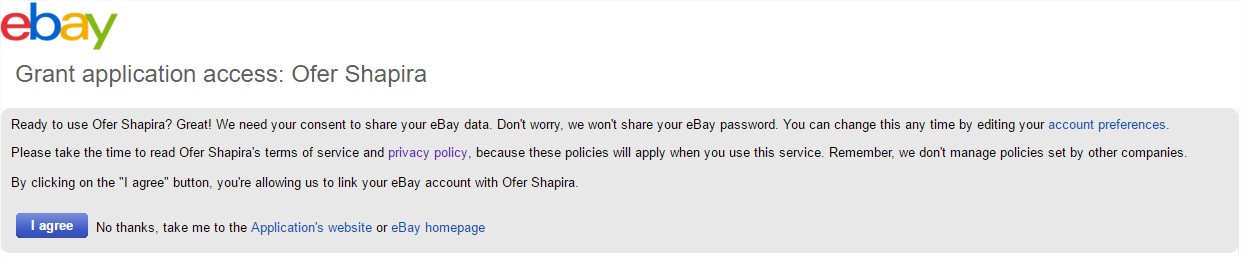 ebay
Grant application access: Ofer Shapira
Ready to use Ofer Shapira? Great! We need your consent to share your eBay data. Don't worry, we won't share your eBay password. You can change this any time by editing your account preferences.
Please take the time to read Ofer Shapira's terms of service and privacy policy, because these policies will apply when you use this service. Remember, we don't manage policies set by other companies.
By clicking on the "I agree" button, you're allowing us to link your eBay account with Ofer Shapira.
I agree No thanks, take me to the Application's website or eBay homepage